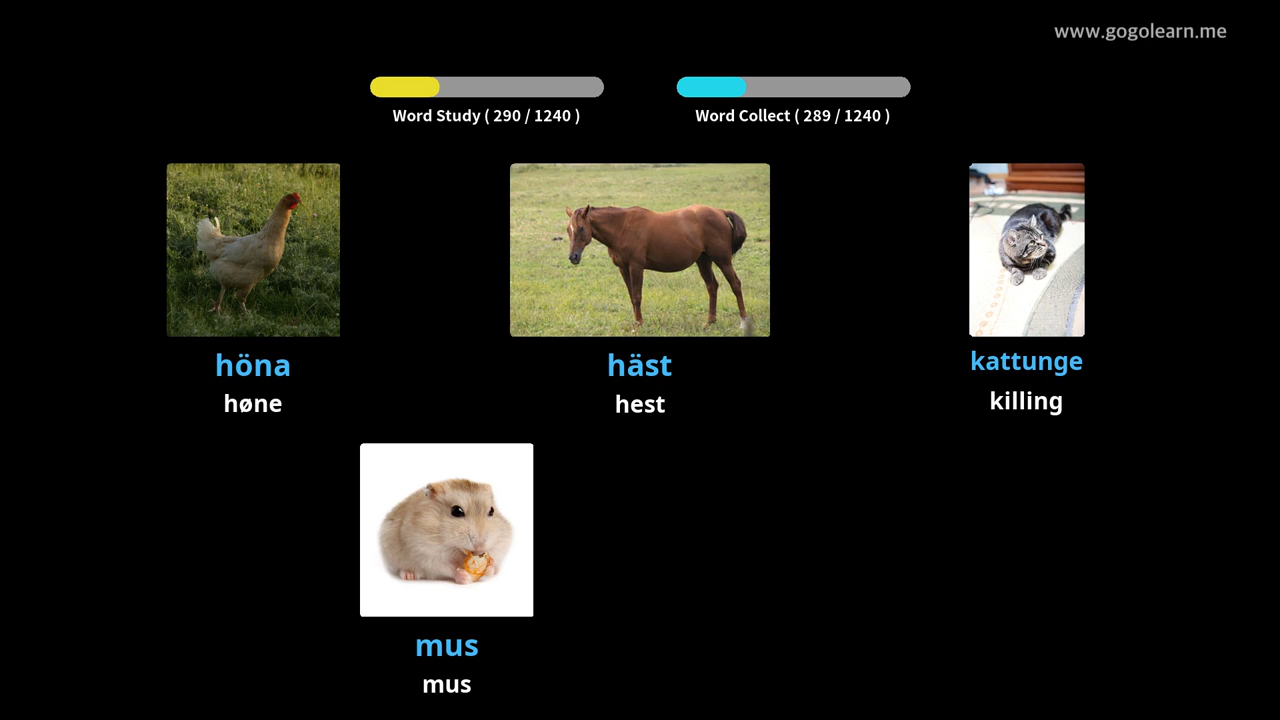 www.gogolearn.me
Word Study ( 290 / 1240 )
Word Collect ( 289 / 1240 )
höna
høne
häst
hest
kattunge
killing
mus
mus